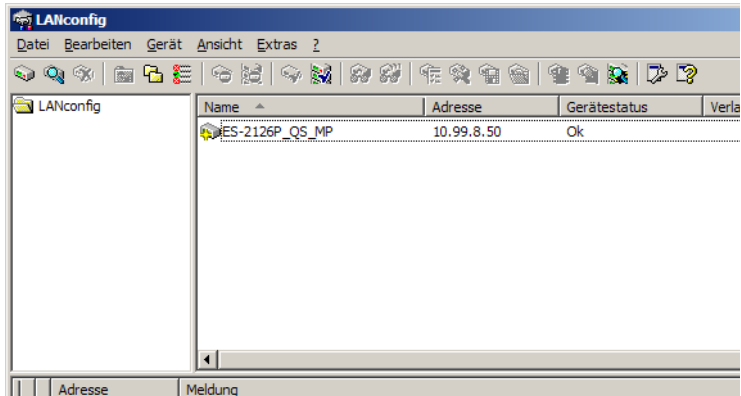 LANconfig
Datei Bearbeiten Gerät Ansicht Extras ?
LANconfig
Name Adresse Gerätestatus Verla
ES-2126P_QS_MP 10.99.8.50 Ok
Adresse Meldung